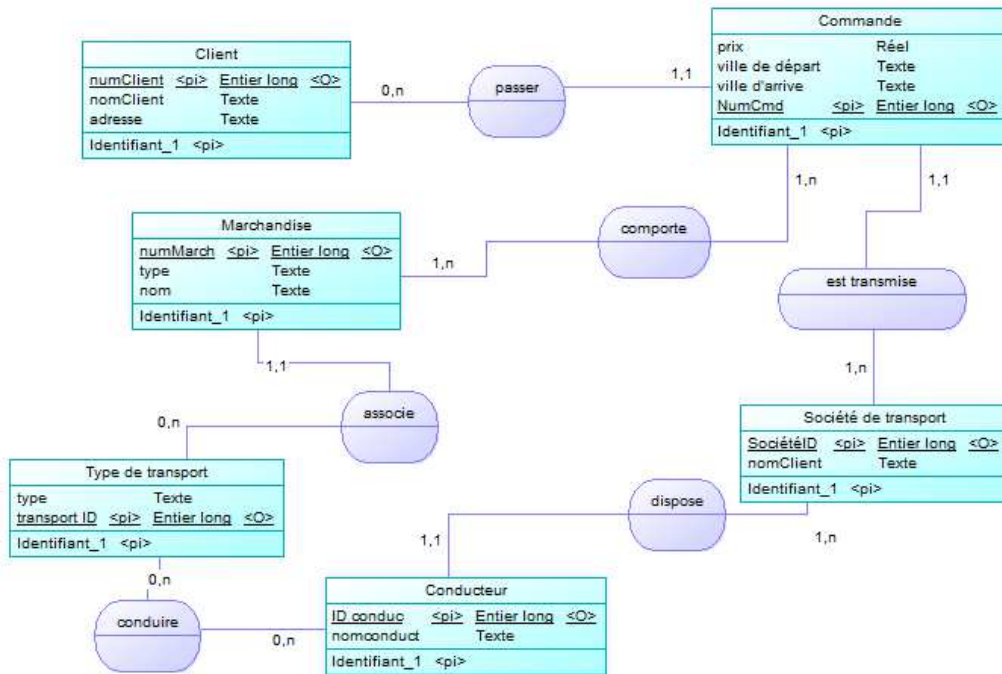 Client
numClient <pi> Entier long <O>
nomClient Texte
adresse Texte
Identifiant_1 <pi>
0,n
passer
1,1
Commande
prix Réel
ville de départ Texte
ville d'arrive Texte
NumCmd <pi> Entier long <O>
Identifiant_1 <pi>
1,n
1,1
Marchandise
numMarch <pi> Entier long <O>
type Texte
nom Texte
Identifiant_1 <pi>
1,n
comporte
est transmise
1,1
1,n
associe
0,n
Société de transport
SociétéID <pi> Entier long <O>
nomClient Texte
Identifiant_1 <pi>
Type de transport
type Texte
transport ID <pi> Entier long <O>
Identifiant_1 <pi>
dispose
1,1
1,n
0,n
conduire
0,n
Conducteur
ID conduc <pi> Entier long <O>
nomconduct Texte
Identifiant_1 <pi>